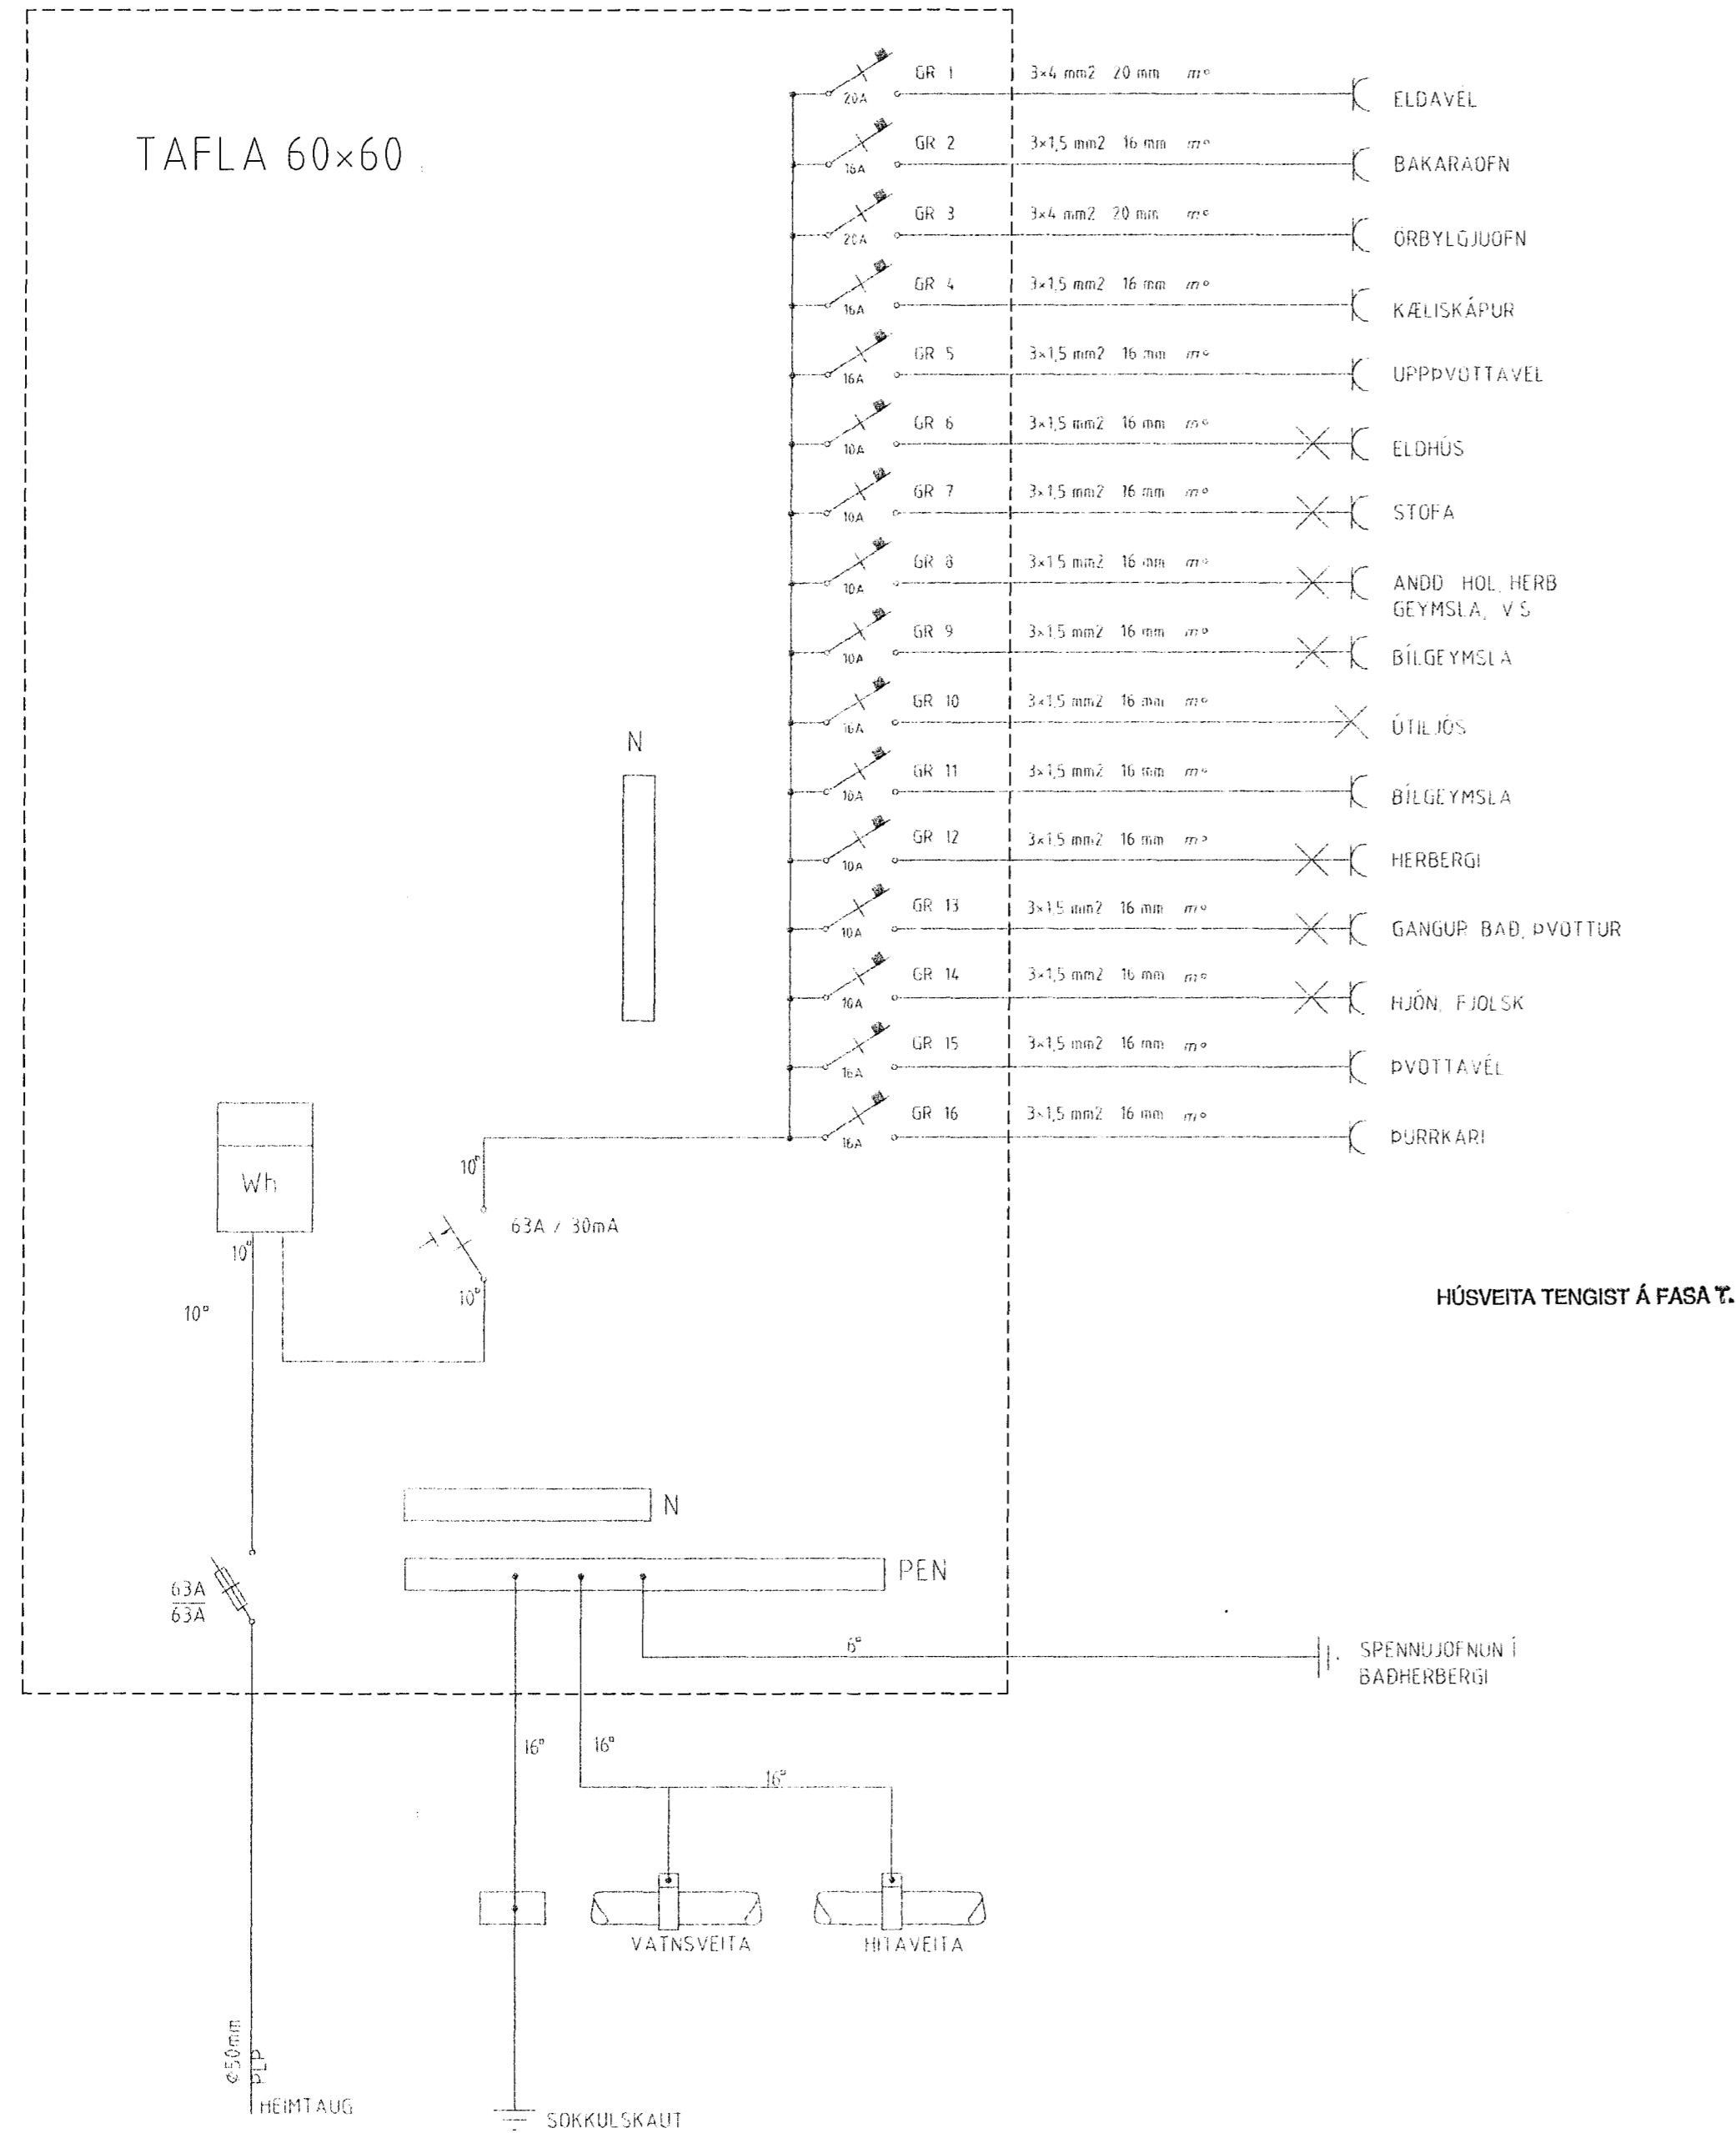 TAFLA 60×60
GR 1 3×4 mm2 20 mm m°
20A
ELDAVÉL
GR 2 3×1,5 mm2 16 mm m°
16A
BAKARAOFN
GR 3 3×4 mm2 20 mm m°
20A
ÖRBYLGJUOFN
GR 4 3×1,5 mm2 16 mm m°
16A
KÆLISKÁPUR
GR 5 3×1,5 mm2 16 mm m°
16A
UPPÞVOTTAVÉL
GR 6 3×1,5 mm2 16 mm m°
10A
ELDHÚS
GR 7 3×1,5 mm2 16 mm m°
10A
STOFA
GR 8 3×1,5 mm2 16 mm m°
10A
ANDD HOL, HERB
GEYMSLA, V S
GR 9 3×1,5 mm2 16 mm m°
10A
BÍLGEYMSLA
GR 10 3×1,5 mm2 16 mm m°
16A
ÚTILJÓS
GR 11 3×1,5 mm2 16 mm m°
10A
BÍLGEYMSLA
GR 12 3×1,5 mm2 16 mm m°
10A
HERBERGI
GR 13 3×1,5 mm2 16 mm m°
10A
GANGUR BAÐ, ÞVOTTUR
GR 14 3×1,5 mm2 16 mm m°
10A
HJÓN, FJOLSK
GR 15 3×1,5 mm2 16 mm m°
16A
ÞVOTTAVÉL
GR 16 3×1,5 mm2 16 mm m°
16A
ÞURRKARI
N
Wh
10°
63A / 30mA
10°
10°
10°
HÚSVEITA TENGIST Á FASA T.
N
PEN
63A
63A
6°
SPENNUJOFNUN Í
BAÐHERBERGI
16°
16°
16°
VATNSVEITA
HITAVEITA
ø50mm
PLP
HEIMTAUG
SOKKULSKAUT